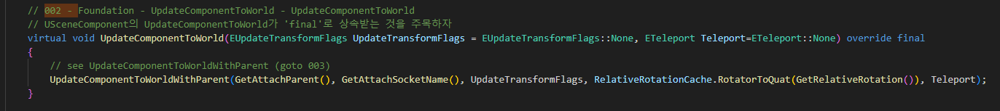 // 002 - Foundation - UpdateComponentToWorld - UpdateComponentToWorld
// USceneComponent의 UpdateComponentToWorld가 'final'로 상속받는 것을 주목하자
virtual void UpdateComponentToWorld(EUpdateTransformFlags UpdateTransformFlags = EUpdateTransformFlags::None, ETeleport Teleport=ETeleport::None) override final
{
// see UpdateComponentToWorldWithParent (goto 003)
UpdateComponentToWorldWithParent(GetAttachParent(), GetAttachSocketName(), UpdateTransformFlags, RelativeRotationCache.RotatorToQuat(GetRelativeRotation()), Teleport);
}